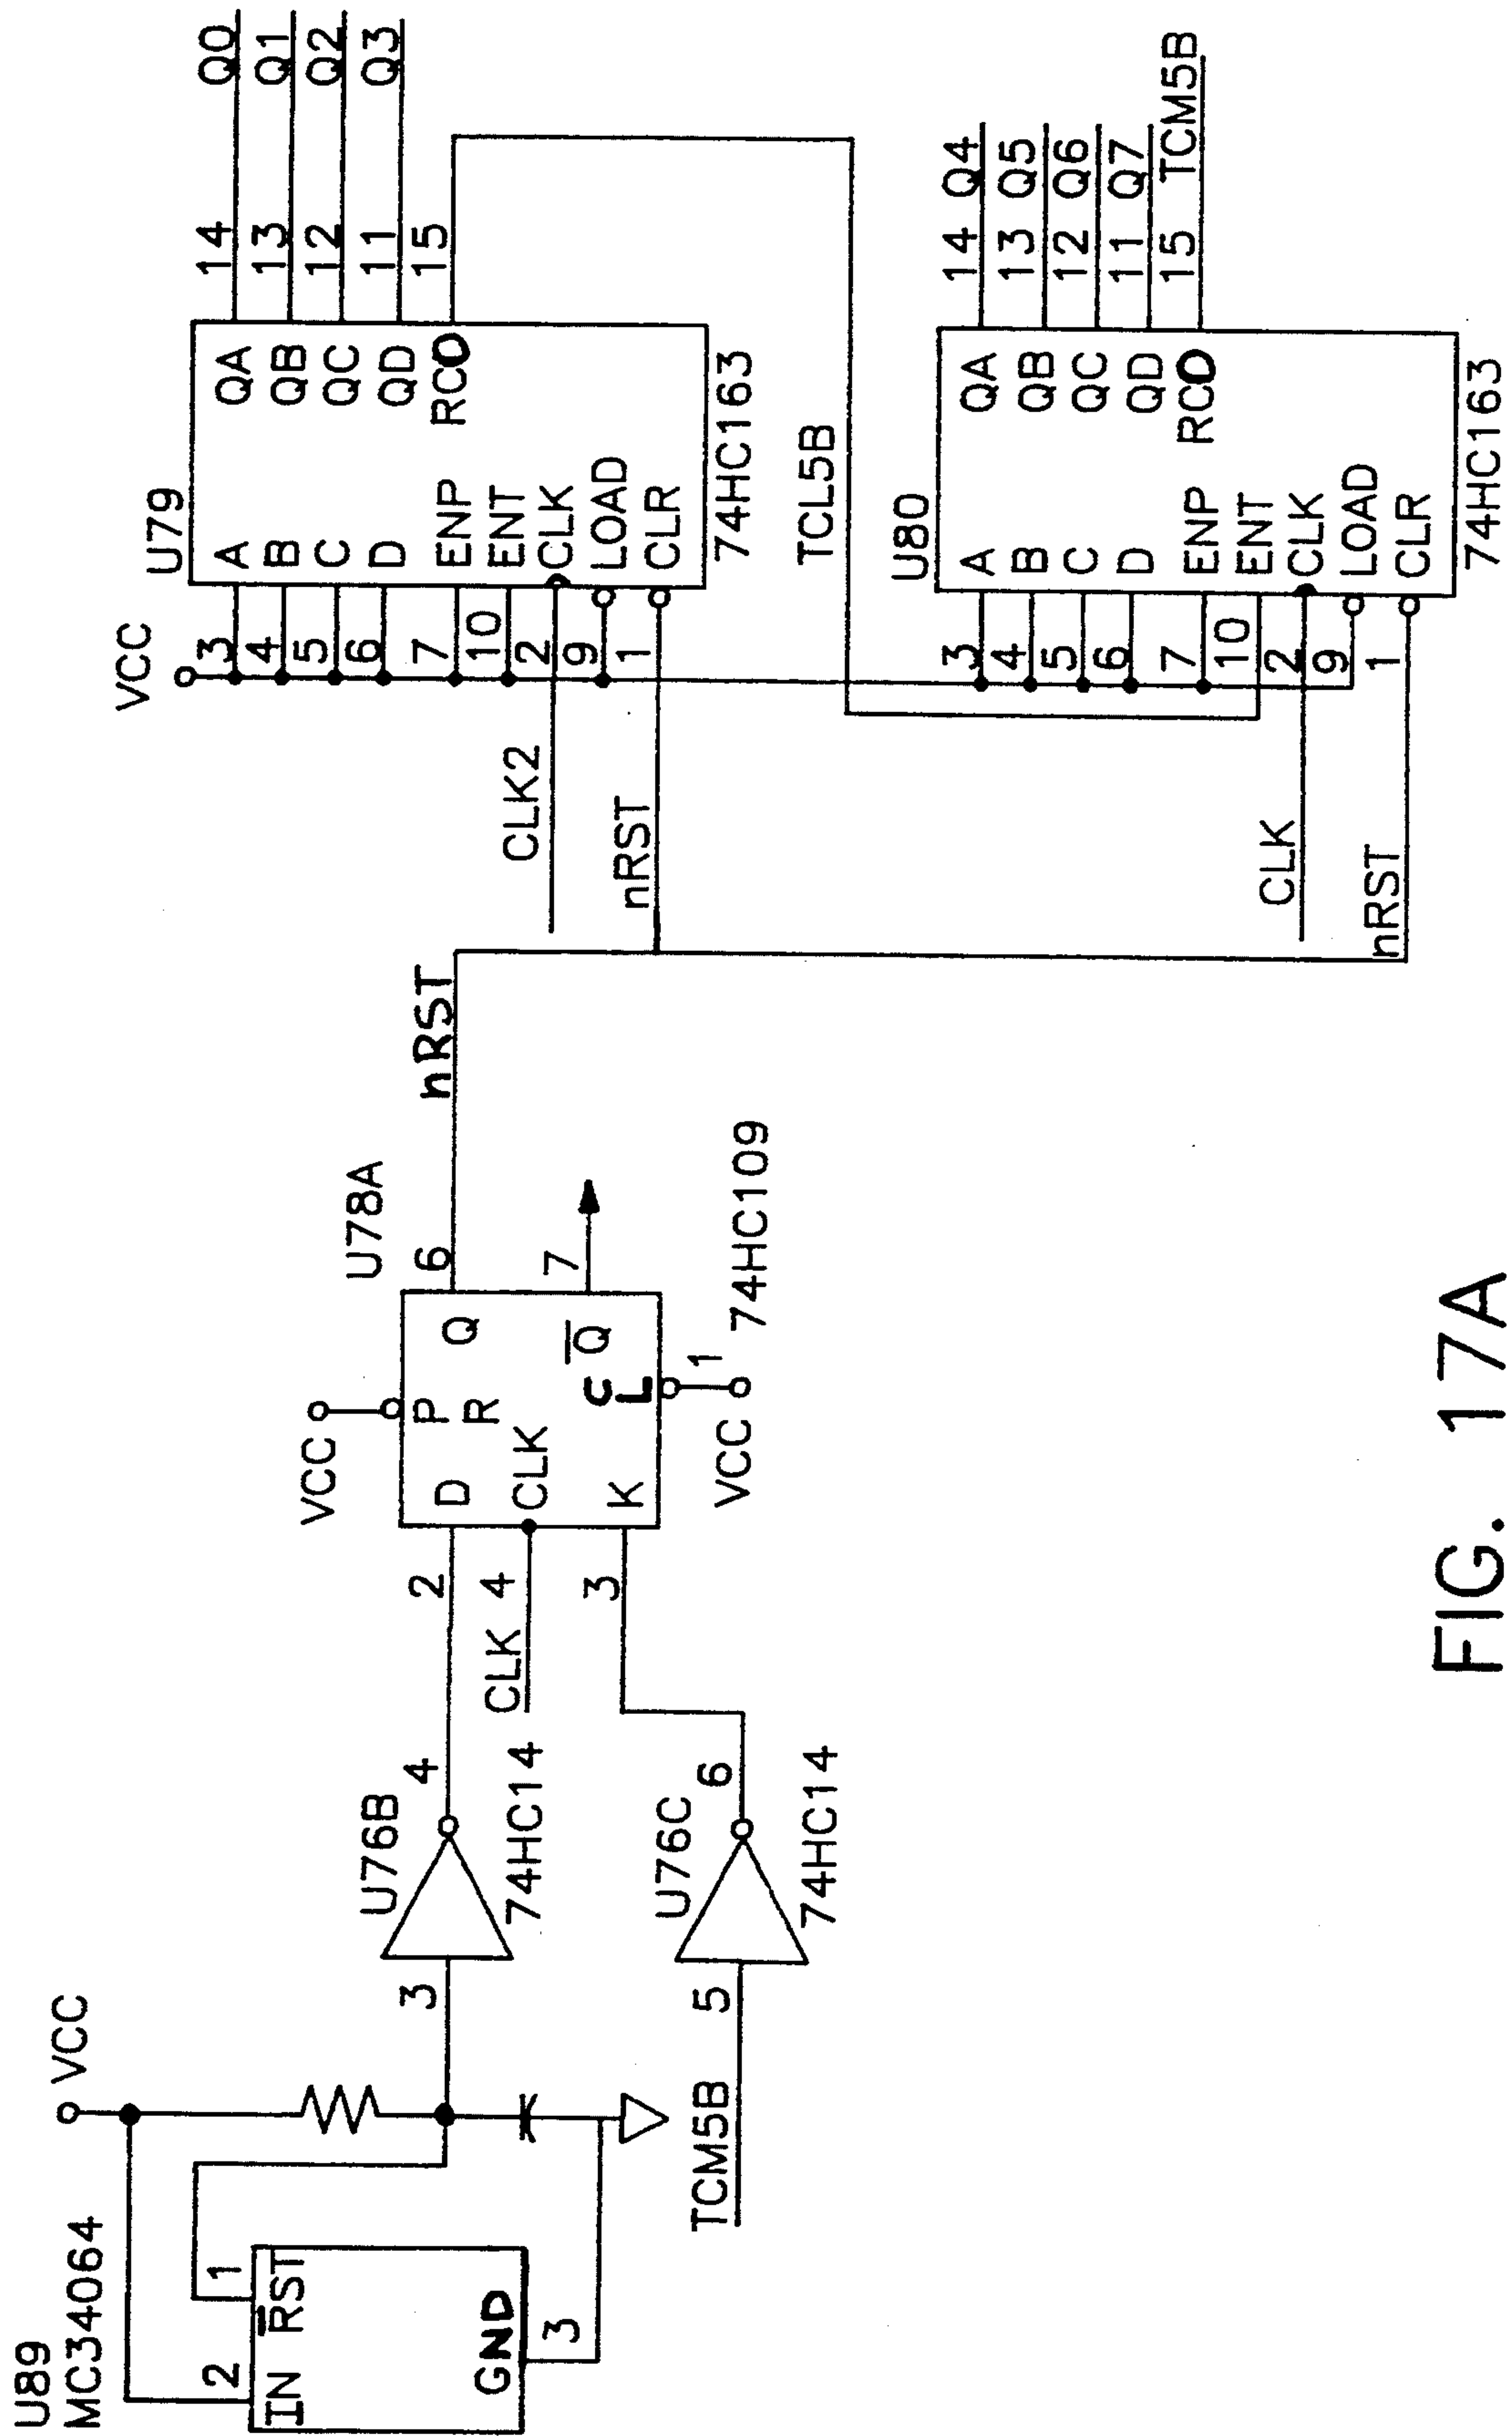 U89
MC34064
2
1
IN
RST
GND
3
VCC
3
U76B
4
74HC14
TCM5B
5
U76C
6
74HC14
2
CLK 4
3
VCC
D
P
R
CLK
K
Q
Q
C
L
U78A
6
7
1
VCC
74HC109
nRST
VCC
CLK2
nRST
3
4
5
6
7
10
2
9
1
U79
A
B
C
D
ENP
ENT
CLK
LOAD
CLR
QA
QB
QC
QD
RCO
74HC163
14 Q0
13 Q1
12 Q2
11 Q3
15
TCL5B
CLK
nRST
3
4
5
6
7
10
2
9
1
U80
A
B
C
D
ENP
ENT
CLK
LOAD
CLR
QA
QB
QC
QD
RCO
74HC163
14 Q4
13 Q5
12 Q6
11 Q7
15 TCM5B
FIG. 17A